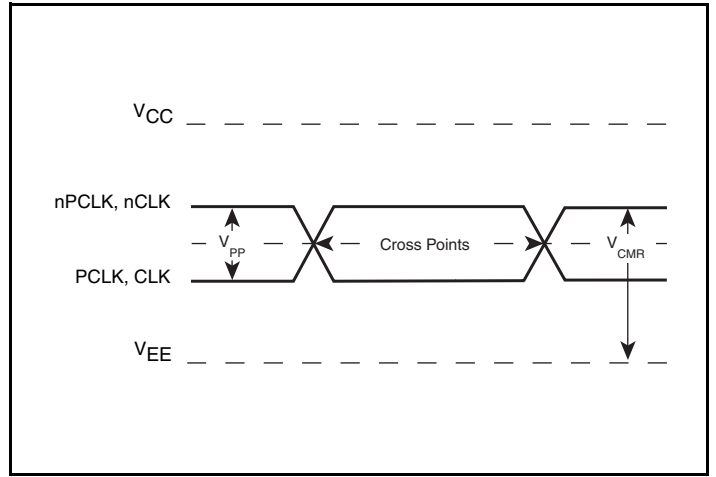 VCC
nPCLK, nCLK
VPP
Cross Points
VCMR
PCLK, CLK
VEE